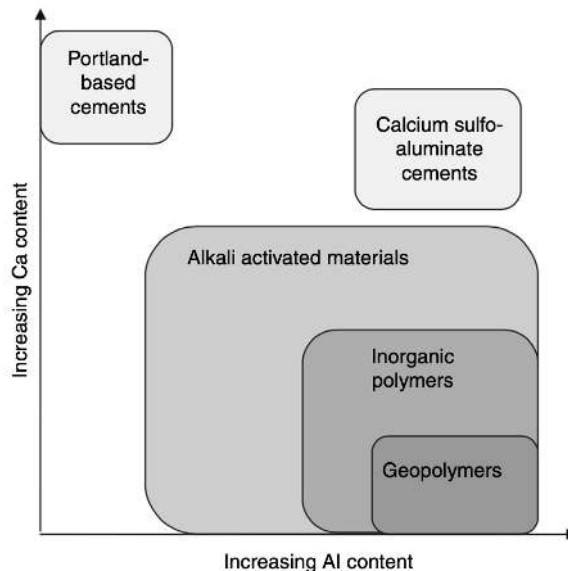 Portland-
based
cements
Calcium sulfo-
aluminate
cements
Increasing Ca content
Alkali activated materials
Inorganic
polymers
Geopolymers
Increasing Al content